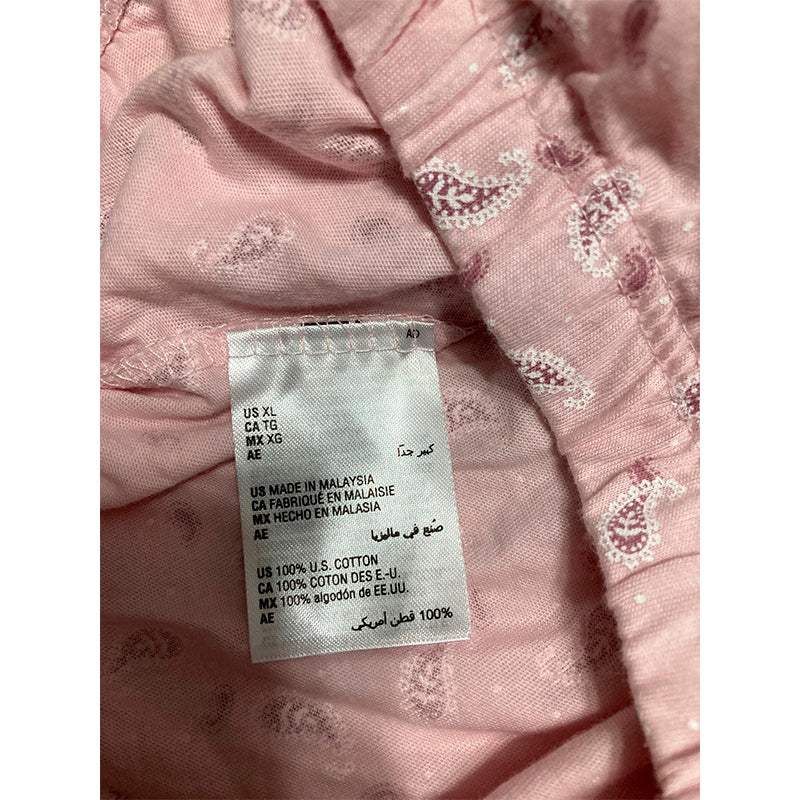 US XL
CA TG
MX XG
AE كبير جدًا
US MADE IN MALAYSIA
CA FABRIQUÉ EN MALAISIE
MX HECHO EN MALASIA
AE صُنع في ماليزيا
US 100% U.S. COTTON
CA 100% COTON DES E.-U.
MX 100% algodón de EE.UU.
AE 100% قطن أمريكي